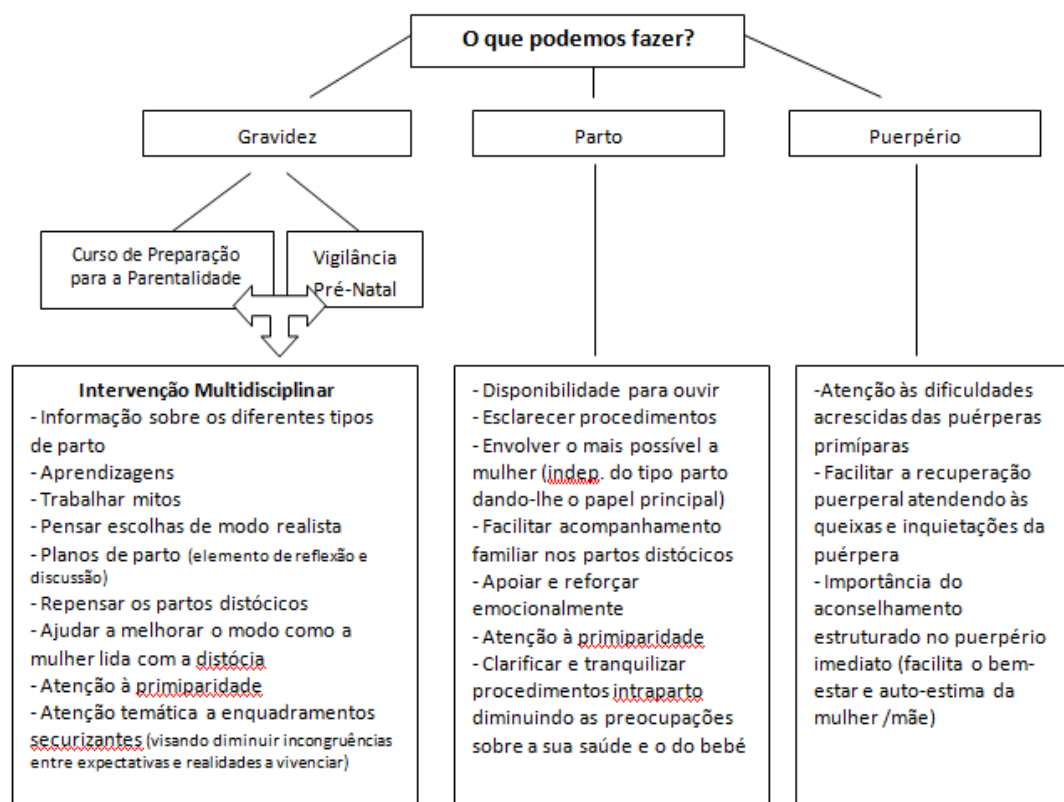 O que podemos fazer?
Gravidez
Parto
Puerpério
Curso de Preparação
para a Parentalidade
Vigilância
Pré-Natal
Intervenção Multidisciplinar
- Informação sobre os diferentes tipos
de parto
- Aprendizagens
- Trabalhar mitos
- Pensar escolhas de modo realista
- Planos de parto (elemento de reflexão e
discussão)
- Repensar os partos distócicos
- Ajudar a melhorar o modo como a
mulher lida com a distócia
- Atenção à primiparidade
- Atenção temática a enquadramentos
securizantes (visando diminuir incongruências
entre expectativas e realidades a vivenciar)
- Disponibilidade para ouvir
- Esclarecer procedimentos
- Envolver o mais possível a
mulher (indep. do tipo parto
dando-lhe o papel principal)
- Facilitar acompanhamento
familiar nos partos distócicos
- Apoiar e reforçar
emocionalmente
- Atenção à primiparidade
- Clarificar e tranquilizar
procedimentos intraparto
diminuindo as preocupações
sobre a sua saúde e o do bebé
-Atenção às dificuldades
acrescidas das puérperas
primíparas
- Facilitar a recuperação
puerperal atendendo às
queixas e inquietações da
puérpera
- Importância do
aconselhamento
estruturado no puerpério
imediato (facilita o bem-
estar e auto-estima da
mulher /mãe)